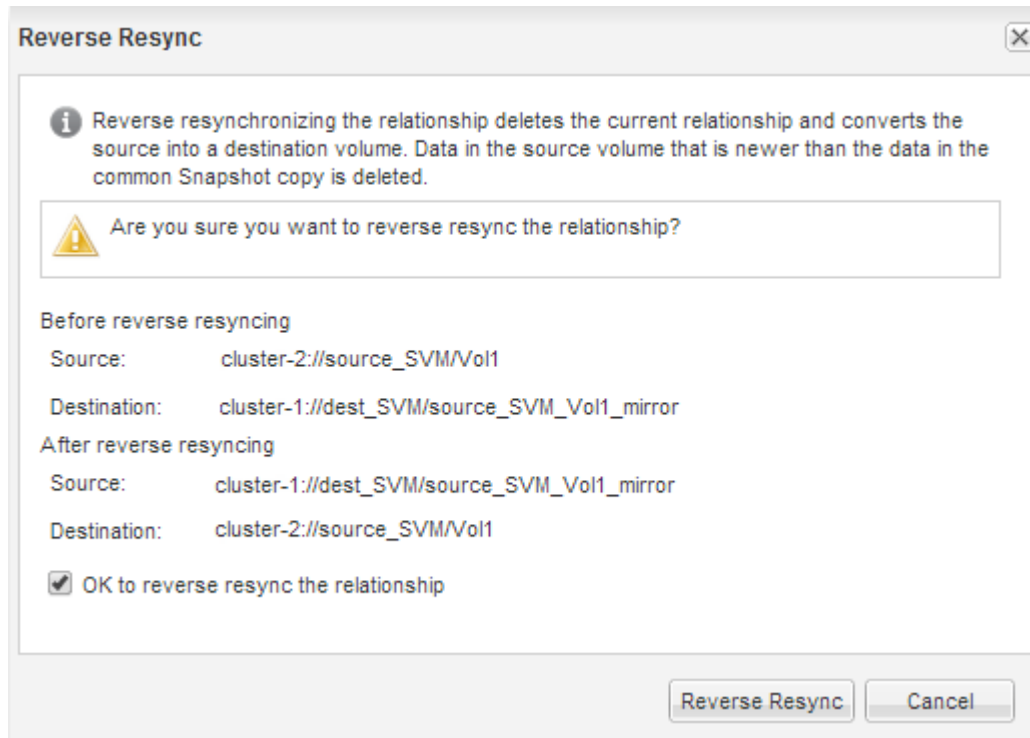 Reverse Resync
Reverse resynchronizing the relationship deletes the current relationship and converts the
source into a destination volume. Data in the source volume that is newer than the data in the
common Snapshot copy is deleted.
Are you sure you want to reverse resync the relationship?
Before reverse resyncing
Source: cluster-2://source_SVM/Vol1
Destination: cluster-1://dest_SVM/source_SVM_Vol1_mirror
After reverse resyncing
Source: cluster-1://dest_SVM/source_SVM_Vol1_mirror
Destination: cluster-2://source_SVM/Vol1
OK to reverse resync the relationship
Reverse Resync Cancel